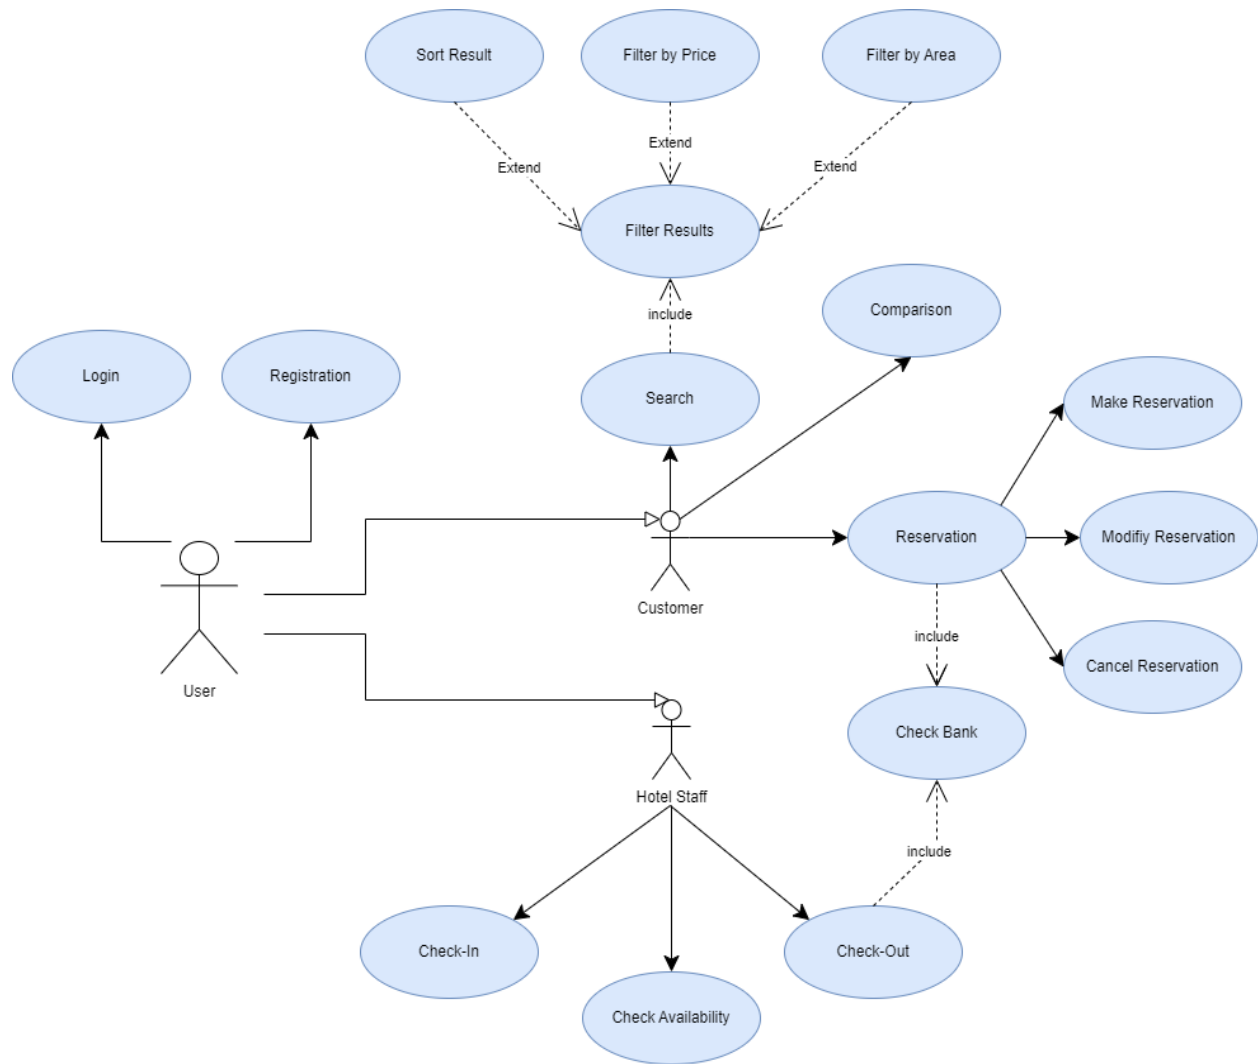 Sort Result
Filter by Price
Filter by Area
Extend
Extend
Extend
Filter Results
include
Comparison
Login
Registration
Search
Make Reservation
Reservation
Modifiy Reservation
Customer
include
Cancel Reservation
User
Check Bank
Hotel Staff
include
Check-In
Check-Out
Check Availability